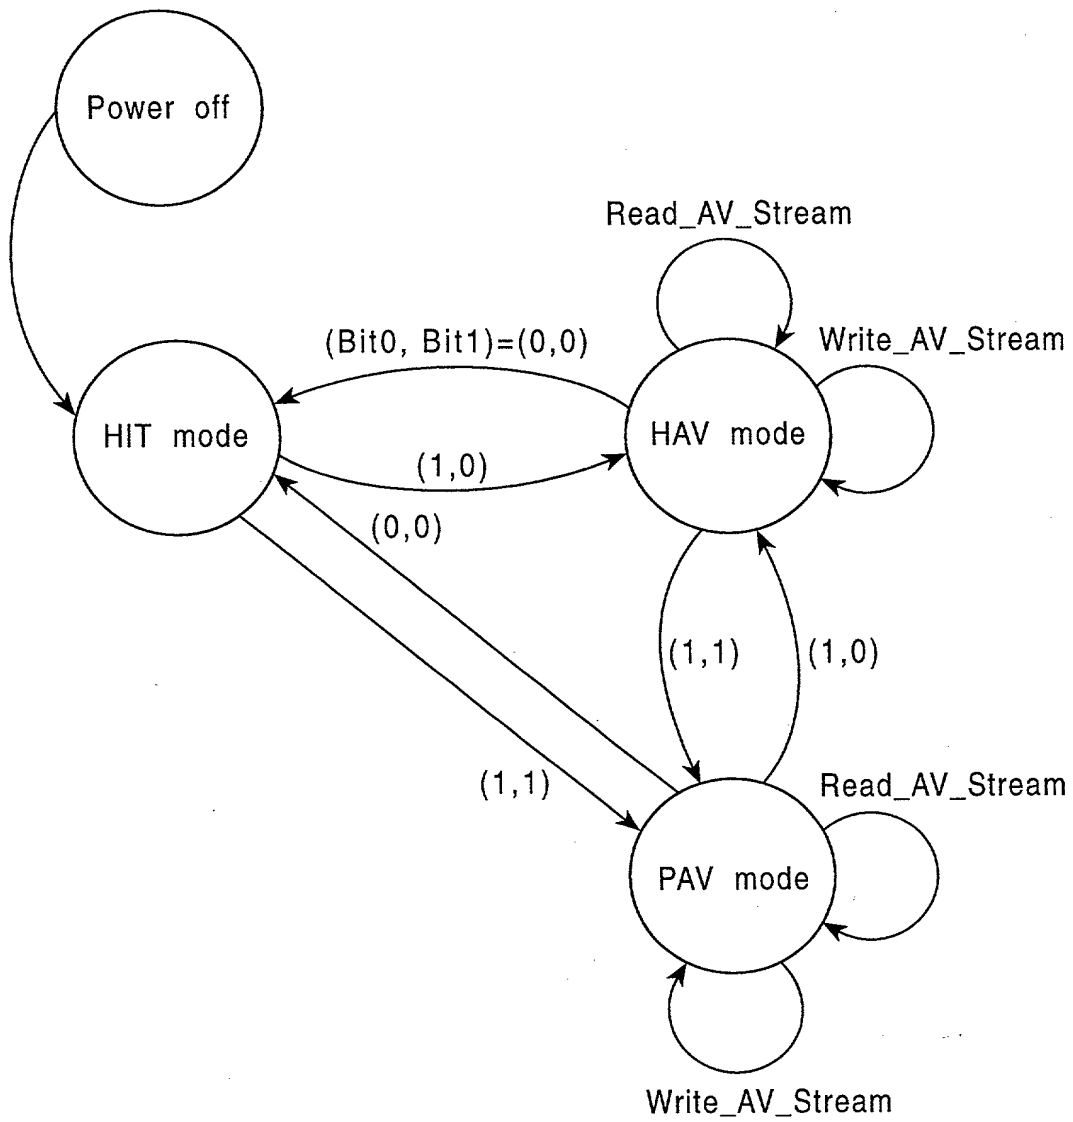 Power off
Read_AV_Stream
(Bit0, Bit1)=(0,0)
Write_AV_Stream
HIT mode
HAV mode
(1,0)
(0,0)
(1,1)
(1,0)
(1,1)
Read_AV_Stream
PAV mode
Write_AV_Stream